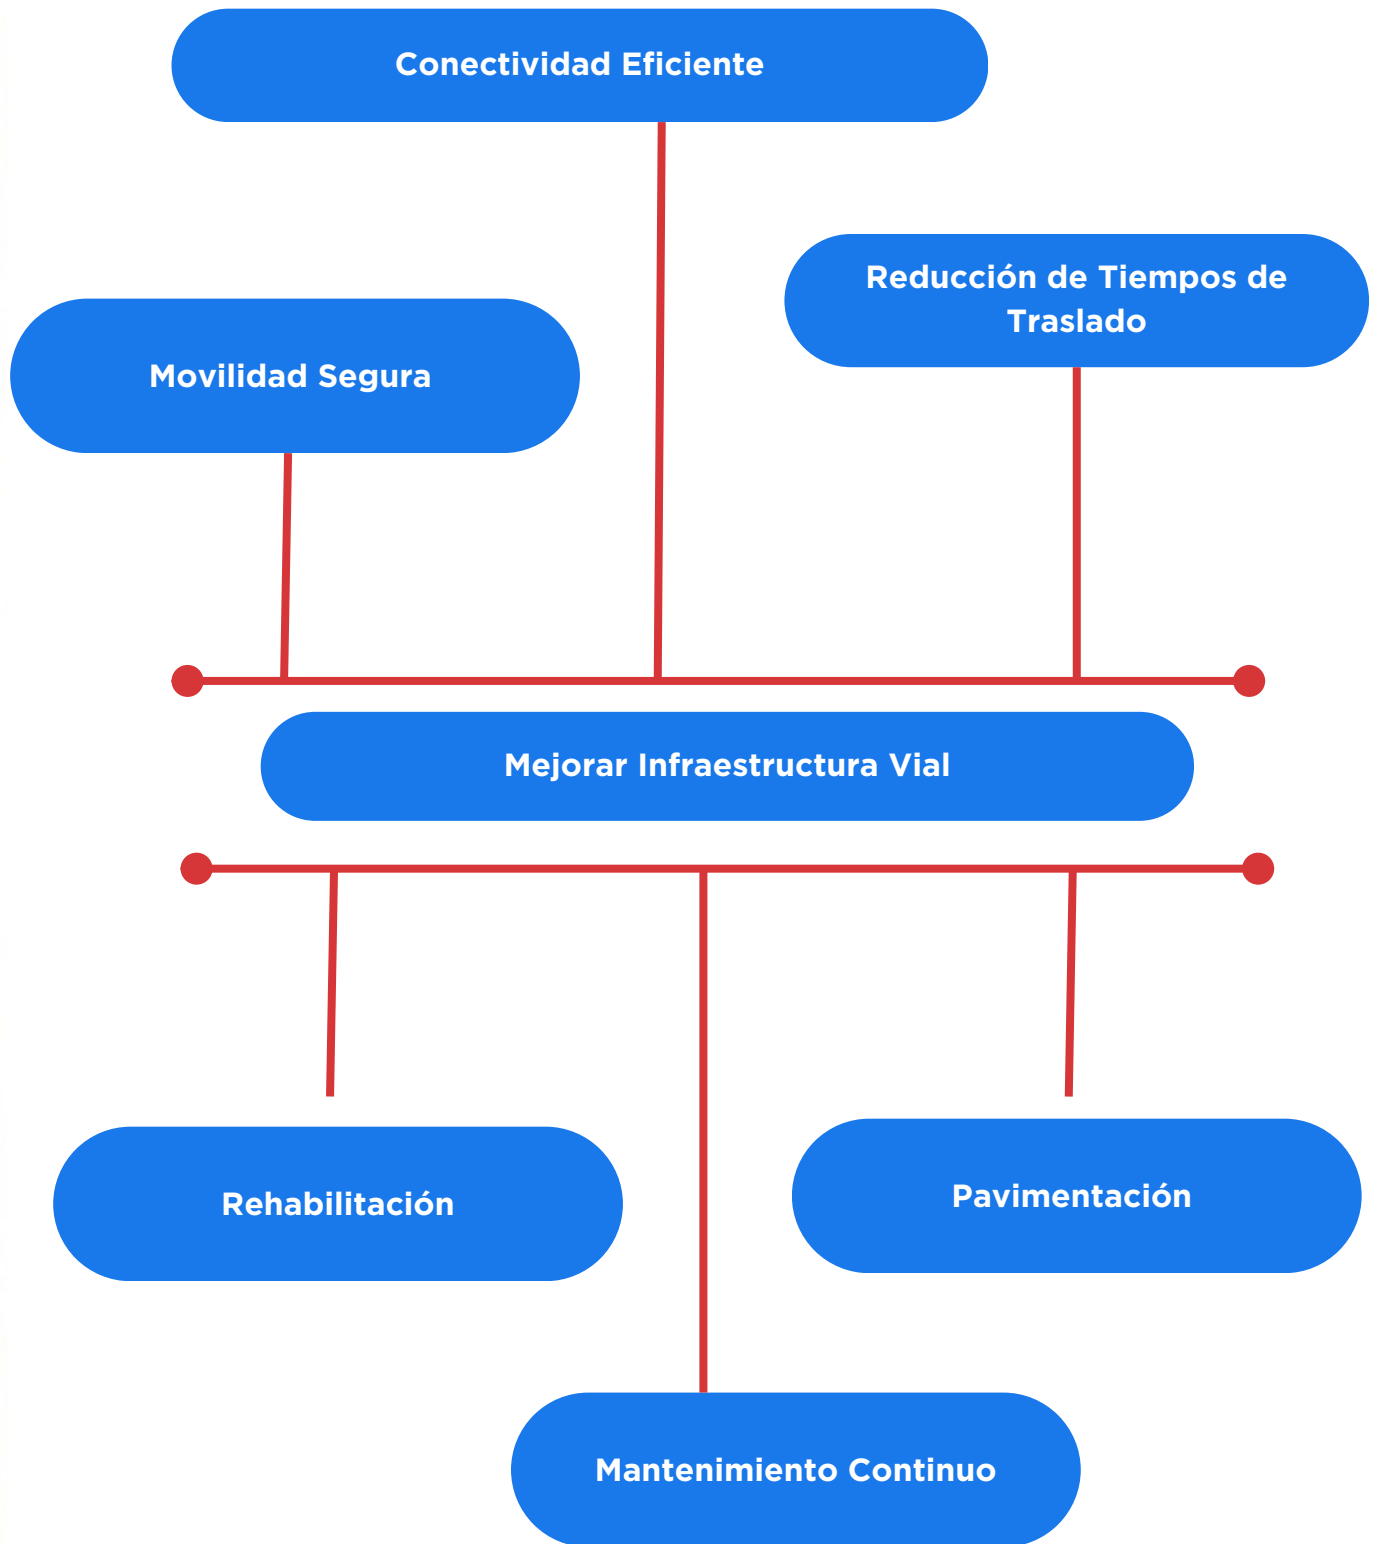 Conectividad Eficiente
Reducción de Tiempos de
Traslado
Movilidad Segura
Mejorar Infraestructura Vial
Rehabilitación
Pavimentación
Mantenimiento Continuo